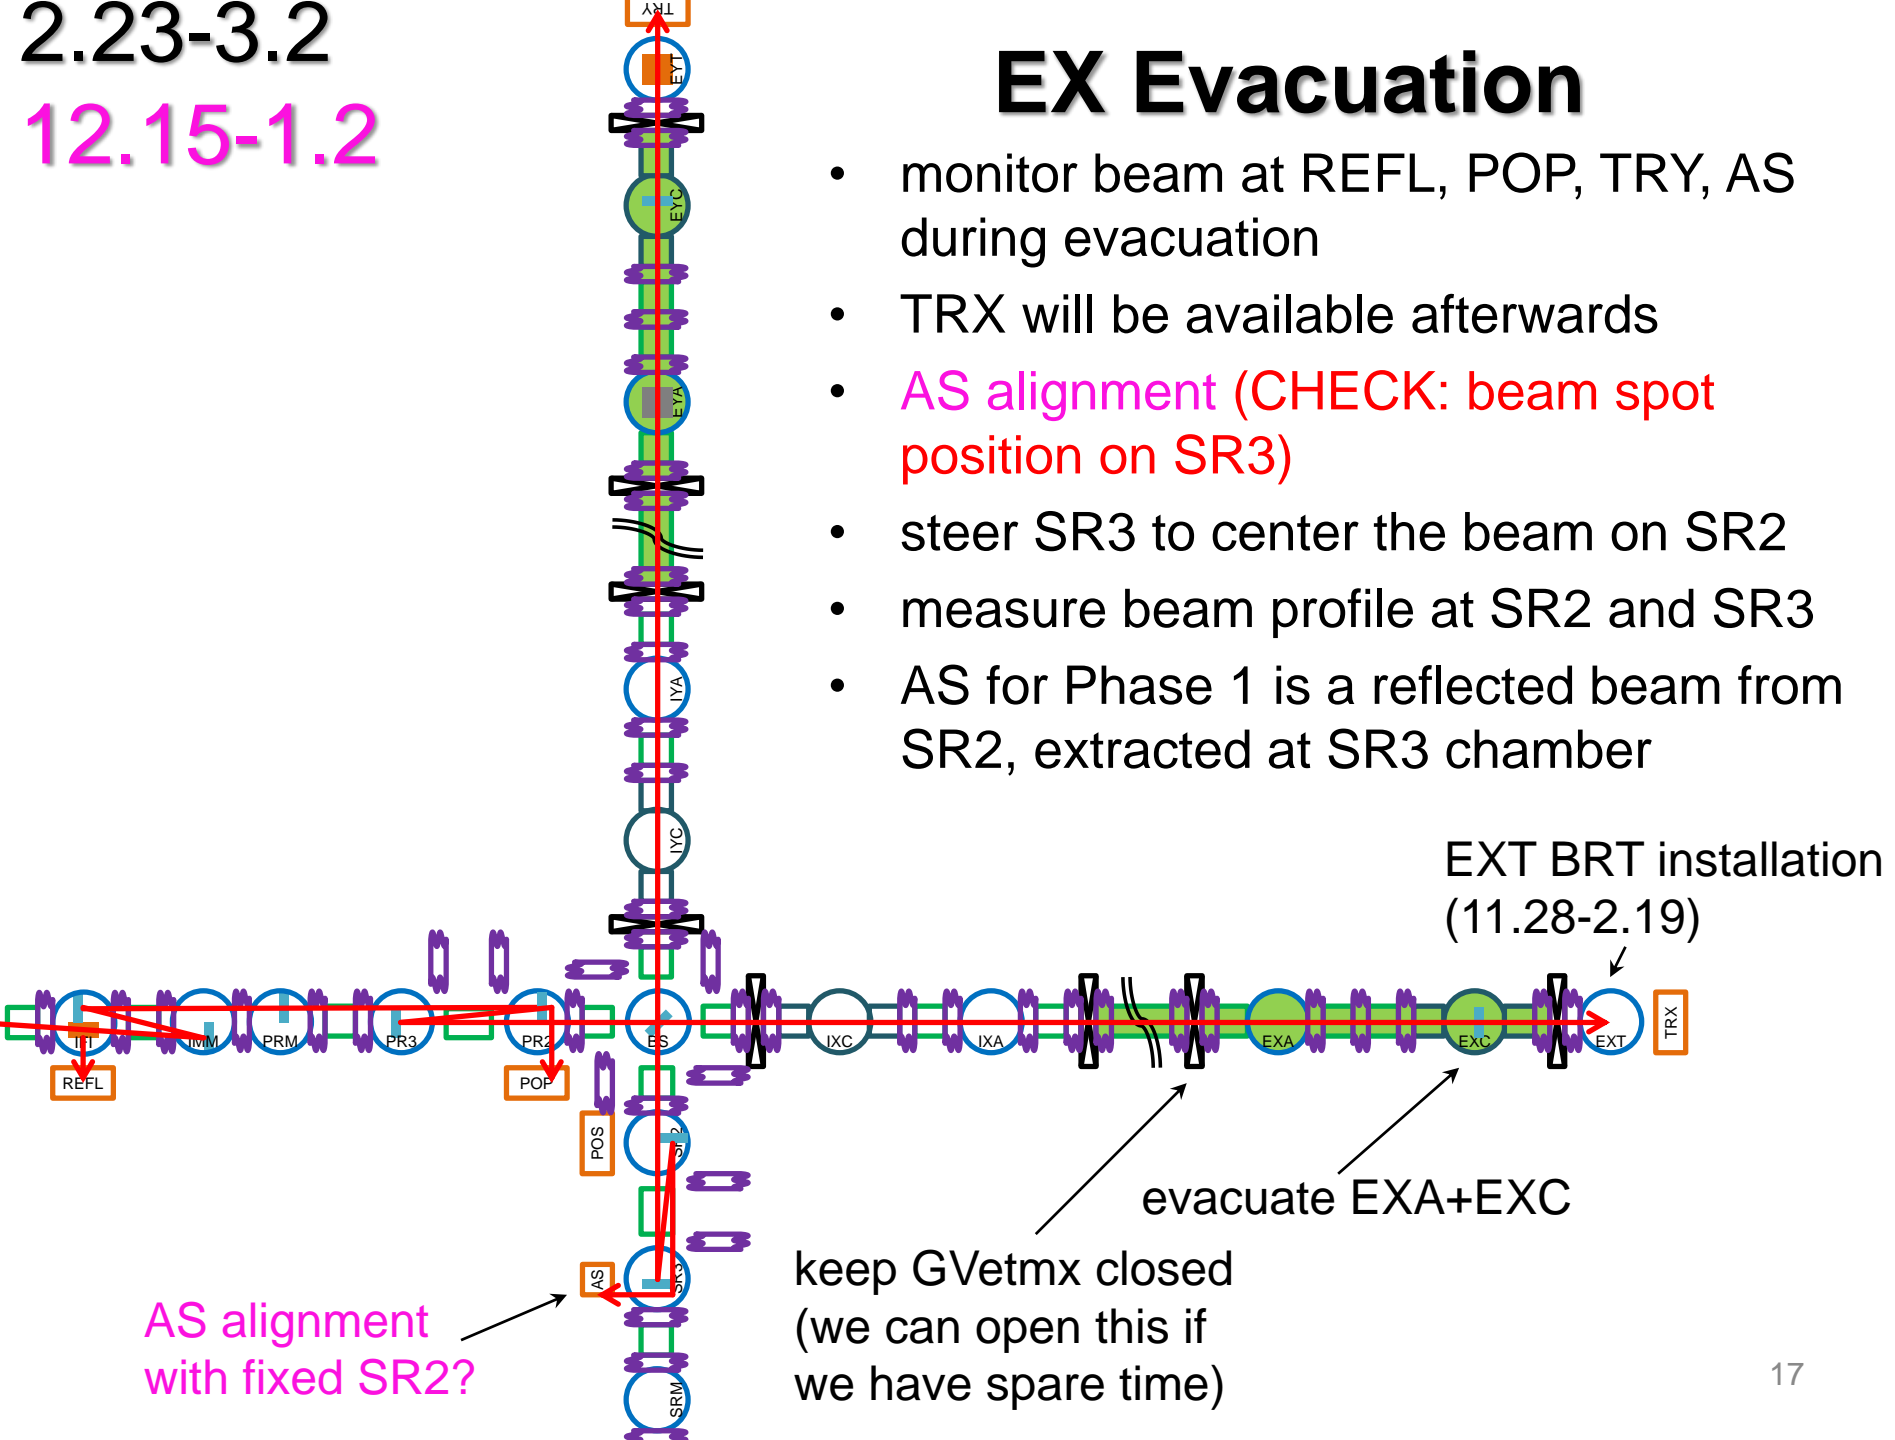 2.23-3.2
12.15-1.2
EX Evacuation
• monitor beam at REFL, POP, TRY, AS
during evacuation
• TRX will be available afterwards
• AS alignment (CHECK: beam spot
position on SR3)
• steer SR3 to center the beam on SR2
• measure beam profile at SR2 and SR3
• AS for Phase 1 is a reflected beam from
SR2, extracted at SR3 chamber
TRY
EYT
EYC
EYA
IYA
IYC
EXT BRT installation
(11.28-2.19)
IFI
IMM
PRM
PR3
PR2
BS
IXC
IXA
EXA
EXC
EXT
TRX
REFL
POP
POS
SR2
evacuate EXA+EXC
AS
SR3
keep GVetmx closed
(we can open this if
we have spare time)
AS alignment
with fixed SR2?
SRM
17